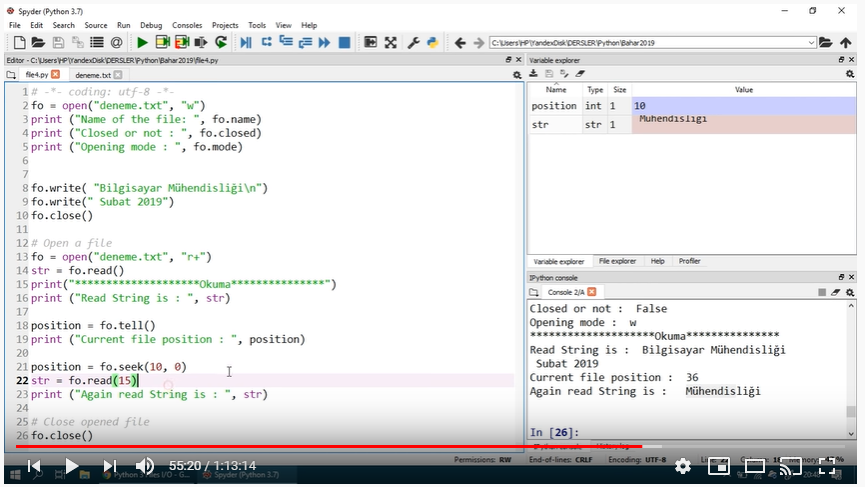 Spyder (Python 3.7)
File Edit Search Source Run Debug Consoles Projects Tools View Help
C:\Users\HP\YandexDisk\DERSLER\Python\Bahar2019
Editor - C:\Users\HP\YandexDisk\DERSLER\Python\Bahar2019\file4.py
file4.py deneme.txt
1 # -*- coding: utf-8 -*-
2 fo = open("deneme.txt", "w")
3 print ("Name of the file: ", fo.name)
4 print ("Closed or not : ", fo.closed)
5 print ("Opening mode : ", fo.mode)
6
7
8 fo.write( "Bilgisayar Mühendisliği\n")
9 fo.write(" Subat 2019")
10 fo.close()
11
12 # Open a file
13 fo = open("deneme.txt", "r+")
14 str = fo.read()
15 print("********************Okuma***************")
16 print ("Read String is : ", str)
17
18 position = fo.tell()
19 print ("Current file position : ", position)
20
21 position = fo.seek(10, 0)
22 str = fo.read(15)
23 print ("Again read String is : ", str)
24
25 # Close opened file
26 fo.close()
Variable explorer
Name Type Size Value
position int 1 10
str str 1 Mühendisliği
Variable explorer File explorer Help Profiler
IPython console
Console 2/A
Closed or not :  False
Opening mode :  w
********************Okuma***************
Read String is :  Bilgisayar Mühendisliği
 Subat 2019
Current file position :  36
Again read String is :   Mühendisliği
In [26]:
Permissions: RW End-of-lines: CRLF Encoding: UTF-8
55:20 / 1:13:14
Spyder (Python 3.7)